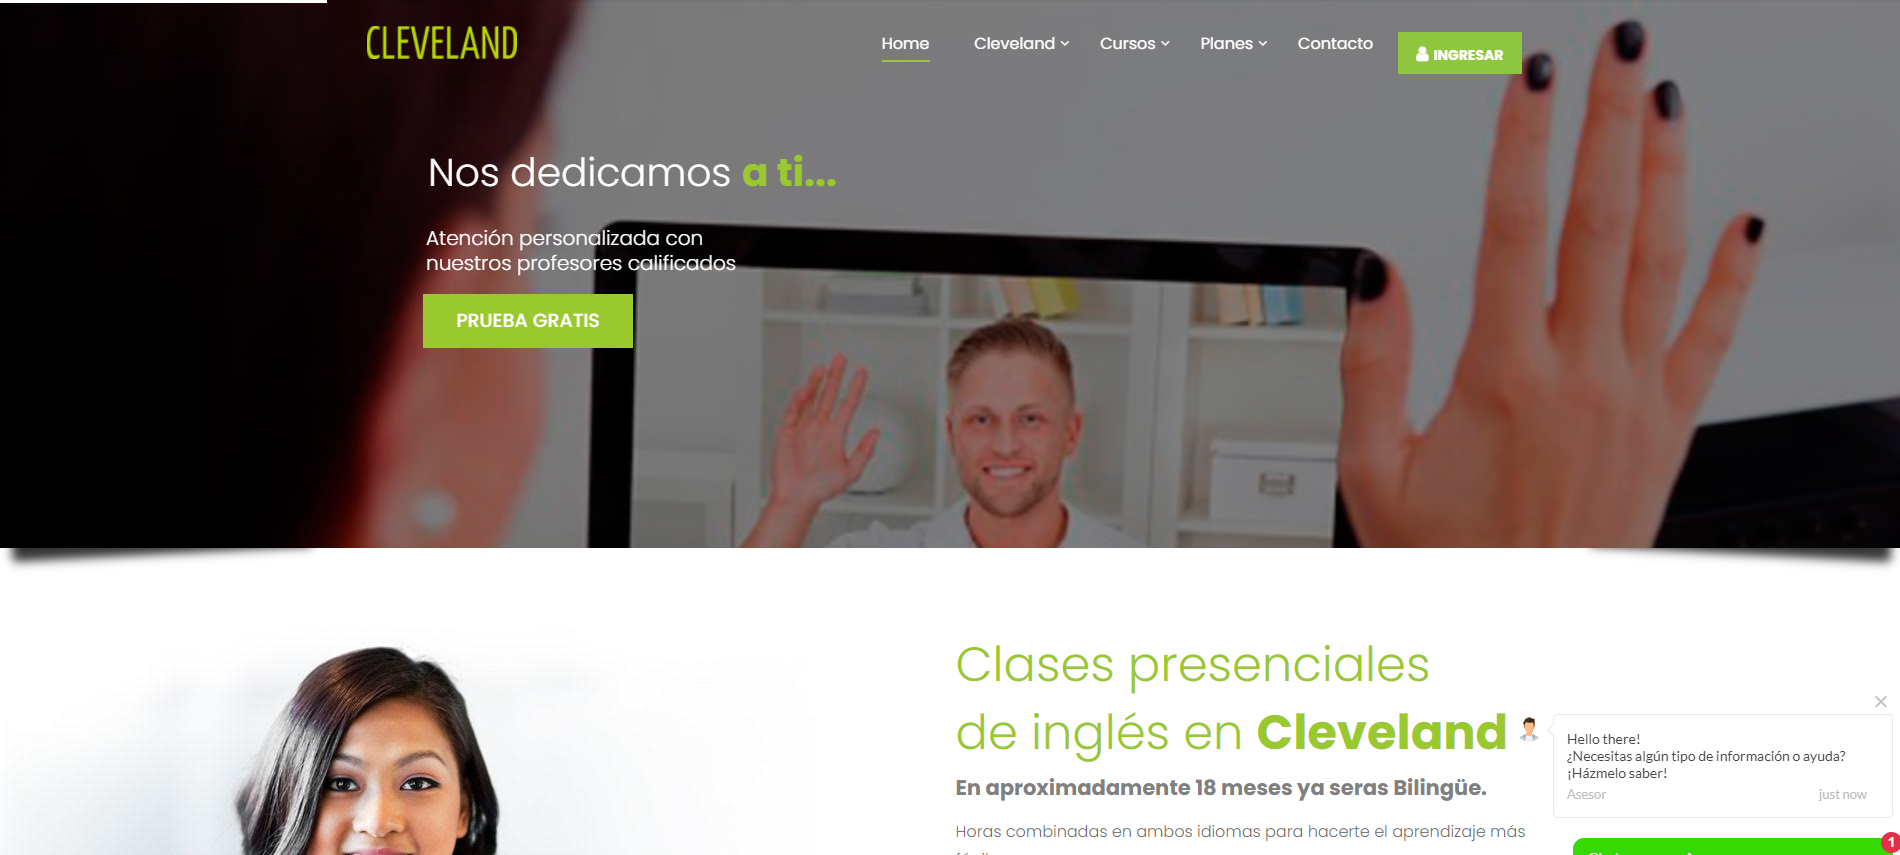 CLEVELAND
Home
Cleveland
Cursos
Planes
Contacto
INGRESAR
Nos dedicamos a ti...
Atención personalizada con
nuestros profesores calificados
PRUEBA GRATIS
Clases presenciales
de inglés en Cleveland
En aproximadamente 18 meses ya seras Bilingüe.
Horas combinadas en ambos idiomas para hacerte el aprendizaje más
Hello there!
¿Necesitas algún tipo de información o ayuda?
¡Házmelo saber!
Asesor just now
1